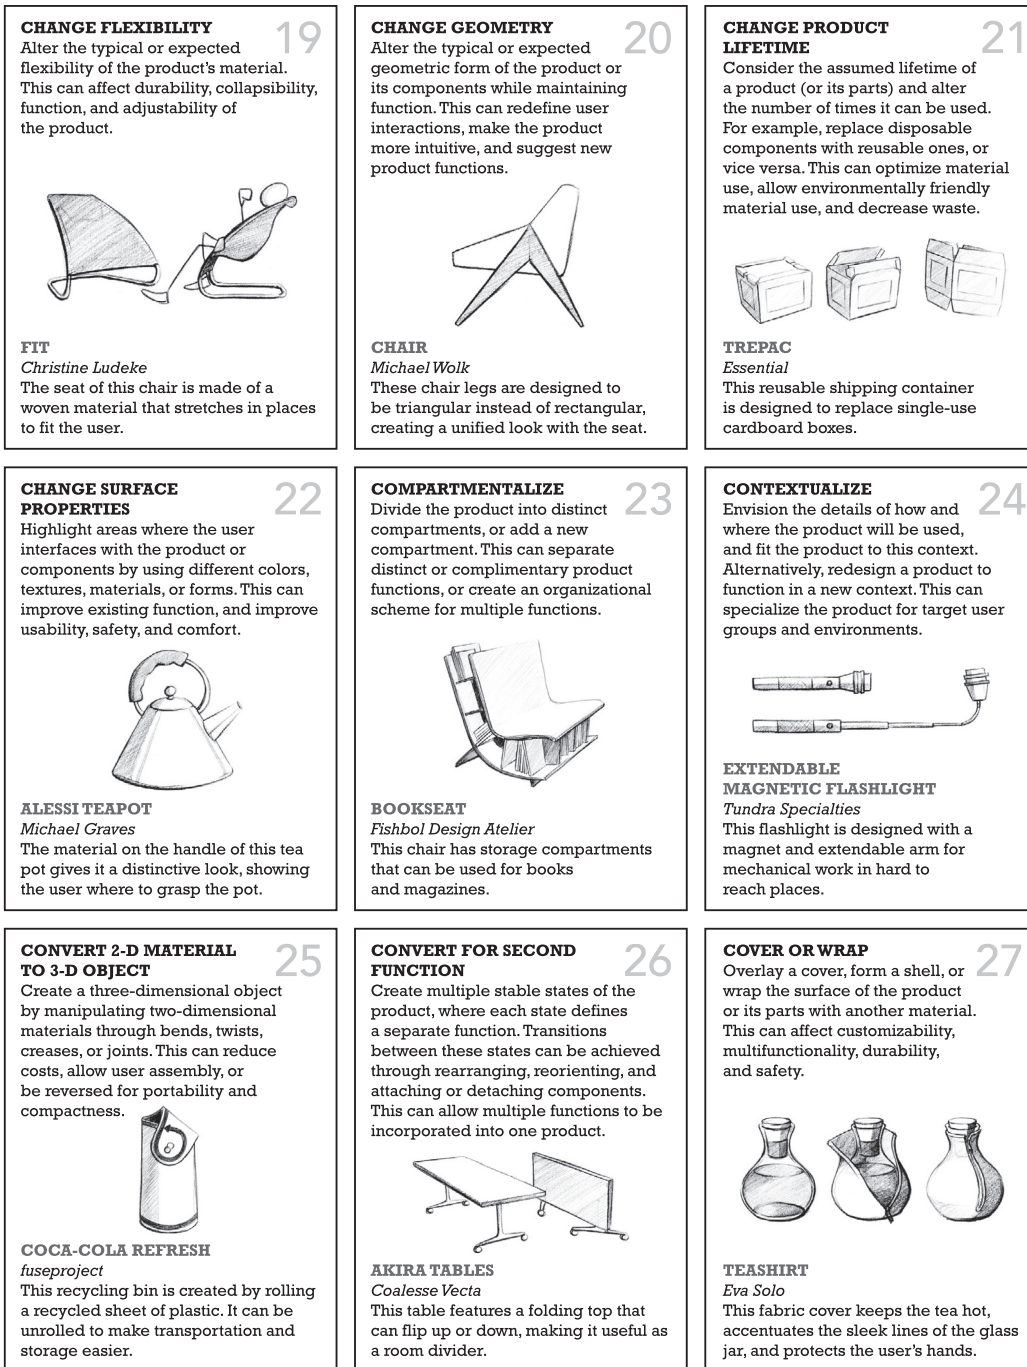 CHANGE FLEXIBILITY
19
Alter the typical or expected
flexibility of the product's material.
This can affect durability, collapsibility,
function, and adjustability of
the product.
FIT
Christine Ludeke
The seat of this chair is made of a
woven material that stretches in places
to fit the user.
CHANGE GEOMETRY
20
Alter the typical or expected
geometric form of the product or
its components while maintaining
function. This can redefine user
interactions, make the product
more intuitive, and suggest new
product functions.
CHAIR
Michael Wolk
These chair legs are designed to
be triangular instead of rectangular,
creating a unified look with the seat.
CHANGE PRODUCT
LIFETIME
21
Consider the assumed lifetime of
a product (or its parts) and alter
the number of times it can be used.
For example, replace disposable
components with reusable ones, or
vice versa. This can optimize material
use, allow environmentally friendly
material use, and decrease waste.
TREPAC
Essential
This reusable shipping container
is designed to replace single-use
cardboard boxes.
CHANGE SURFACE
PROPERTIES
22
Highlight areas where the user
interfaces with the product or
components by using different colors,
textures, materials, or forms. This can
improve existing function, and improve
usability, safety, and comfort.
ALESSI TEAPOT
Michael Graves
The material on the handle of this tea
pot gives it a distinctive look, showing
the user where to grasp the pot.
COMPARTMENTALIZE
23
Divide the product into distinct
compartments, or add a new
compartment. This can separate
distinct or complimentary product
functions, or create an organizational
scheme for multiple functions.
BOOKSEAT
Fishbol Design Atelier
This chair has storage compartments
that can be used for books
and magazines.
CONTEXTUALIZE
24
Envision the details of how and
where the product will be used,
and fit the product to this context.
Alternatively, redesign a product to
function in a new context. This can
specialize the product for target user
groups and environments.
EXTENDABLE
MAGNETIC FLASHLIGHT
Tundra Specialties
This flashlight is designed with a
magnet and extendable arm for
mechanical work in hard to
reach places.
CONVERT 2-D MATERIAL
TO 3-D OBJECT
25
Create a three-dimensional object
by manipulating two-dimensional
materials through bends, twists,
creases, or joints. This can reduce
costs, allow user assembly, or
be reversed for portability and
compactness.
COCA-COLA REFRESH
fuseproject
This recycling bin is created by rolling
a recycled sheet of plastic. It can be
unrolled to make transportation and
storage easier.
CONVERT FOR SECOND
FUNCTION
26
Create multiple stable states of the
product, where each state defines
a separate function. Transitions
between these states can be achieved
through rearranging, reorienting, and
attaching or detaching components.
This can allow multiple functions to be
incorporated into one product.
AKIRA TABLES
Coalesse Vecta
This table features a folding top that
can flip up or down, making it useful as
a room divider.
COVER OR WRAP
27
Overlay a cover, form a shell, or
wrap the surface of the product
or its parts with another material.
This can affect customizability,
multifunctionality, durability,
and safety.
TEASHIRT
Eva Solo
This fabric cover keeps the tea hot,
accentuates the sleek lines of the glass
jar, and protects the user's hands.